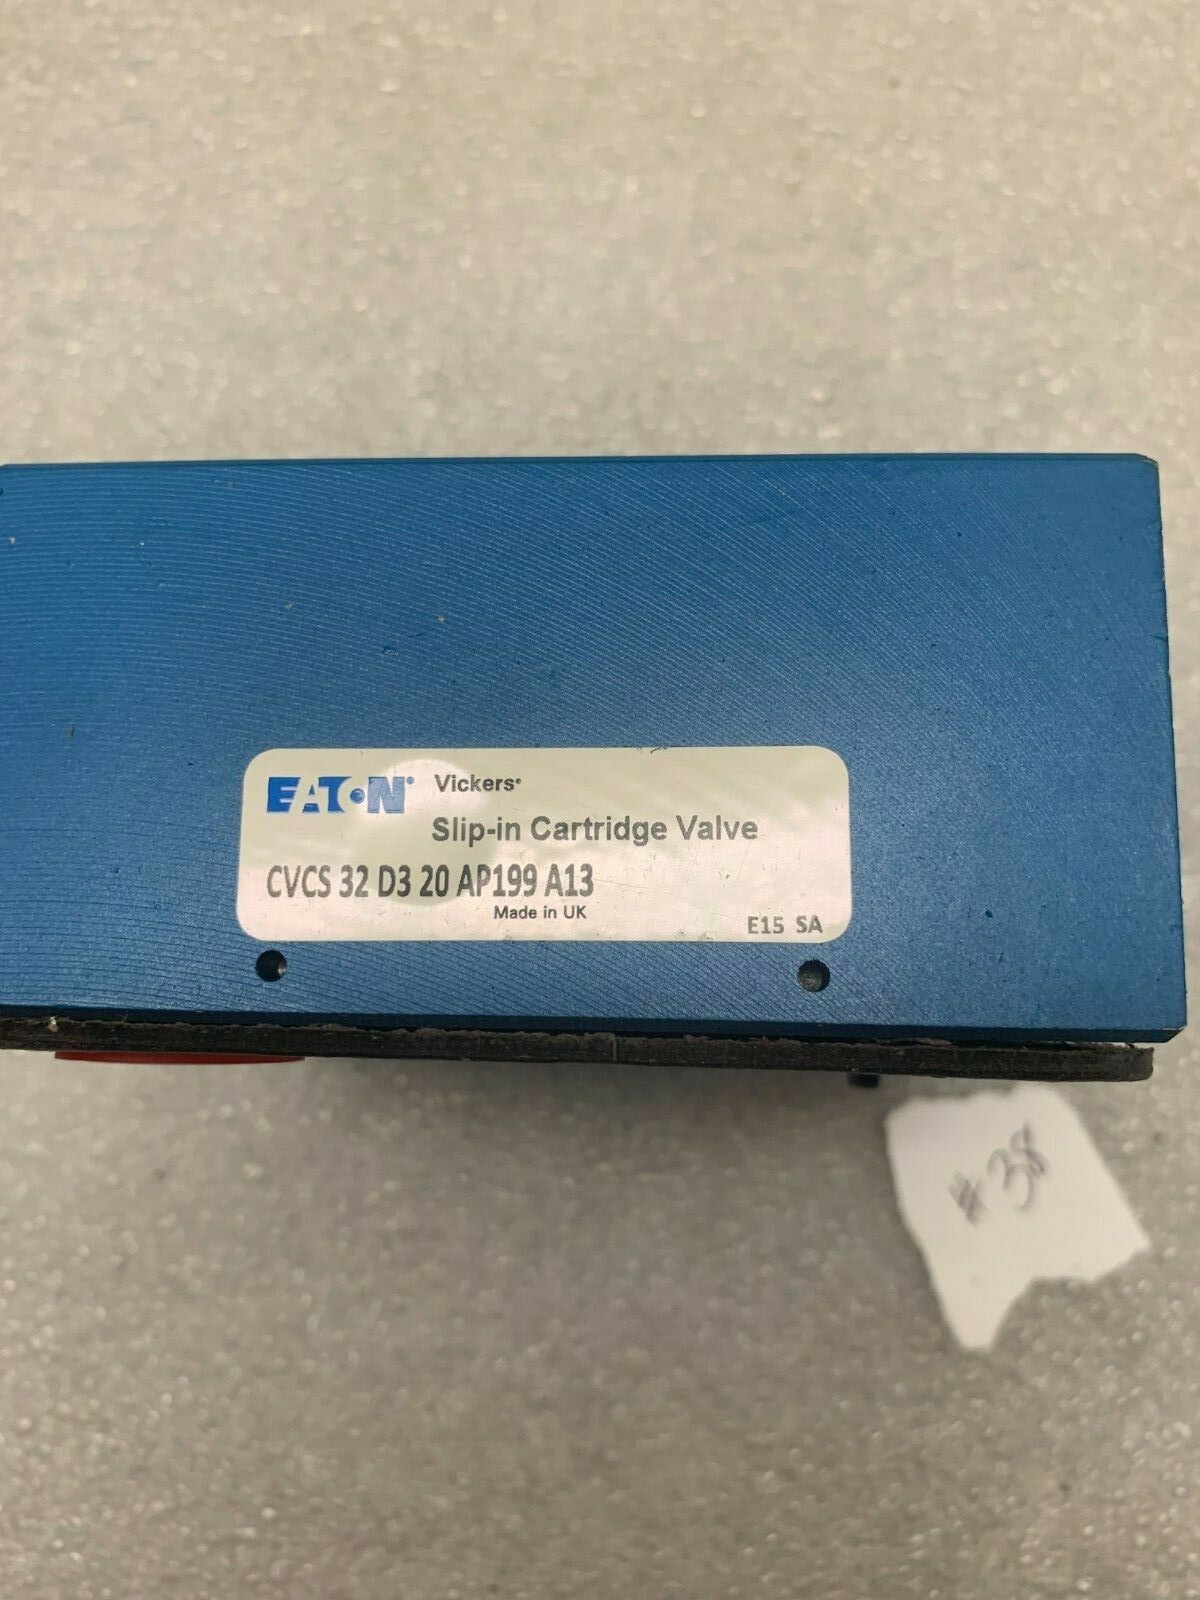 EATON® Vickers®
Slip-in Cartridge Valve
CVCS 32 D3 20 AP199 A13
Made in UK
E15 SA
#38